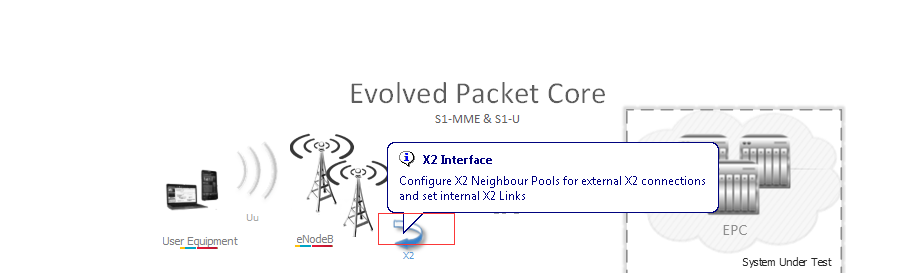 Evolved Packet Core
S1-MME & S1-U
X2 Interface
Configure X2 Neighbour Pools for external X2 connections
and set internal X2 Links
Uu
User Equipment
eNodeB
X2
EPC
System Under Test